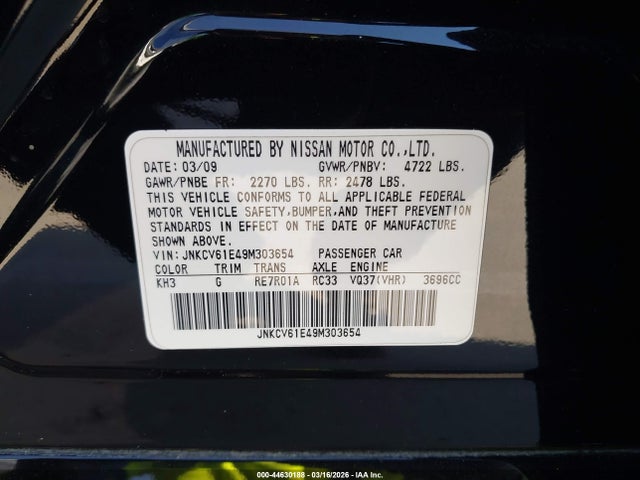 MANUFACTURED BY NISSAN MOTOR CO.,LTD.
DATE: 03/09 GVWR/PNBV: 4722 LBS.
GAWR/PNBE FR: 2270 LBS. RR: 2478 LBS.
THIS VEHICLE CONFORMS TO ALL APPLICABLE FEDERAL
MOTOR VEHICLE SAFETY,BUMPER,AND THEFT PREVENTION
STANDARDS IN EFFECT ON THE DATE OF MANUFACTURE
SHOWN ABOVE.
VIN: JNKCV61E49M303654 PASSENGER CAR
COLOR TRIM TRANS AXLE ENGINE
KH3 G RE7R01A RC33 VQ37(VHR) 3696CC
JNKCV61E49M303654
000-44630188 - 03/16/2026 - IAA Inc.